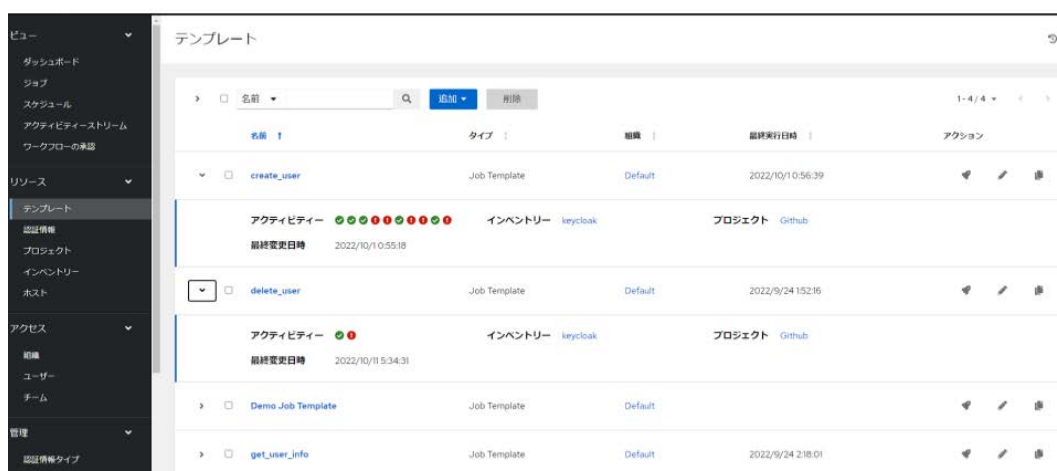 ビュー
ダッシュボード
ジョブ
スケジュール
アクティビティーストリーム
ワークフローの承認
リソース
テンプレート
認証情報
プロジェクト
インベントリー
ホスト
アクセス
組織
ユーザー
チーム
管理
認証情報タイプ
テンプレート
名前 追加 削除 1-4/4
名前 タイプ 組織 最終実行日時 アクション
create_user Job Template Default 2022/10/1 0:56:39
アクティビティー インベントリー keycloak プロジェクト Github
最終変更日時 2022/10/1 0:55:18
delete_user Job Template Default 2022/9/24 1:52:16
アクティビティー インベントリー keycloak プロジェクト Github
最終変更日時 2022/10/11 5:34:31
Demo Job Template Job Template Default
get_user_info Job Template Default 2022/9/24 2:18:01